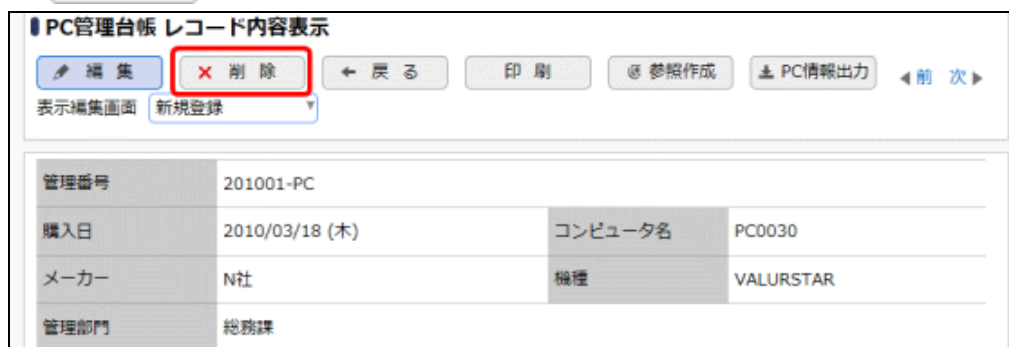 PC管理台帳 レコード内容表示
編集 削除 戻る 印刷 参照作成 PC情報出力 前 次
表示編集画面 新規登録
管理番号 201001-PC
購入日 2010/03/18 (木) コンピュータ名 PC0030
メーカー N社 機種 VALURSTAR
管理部門 総務課